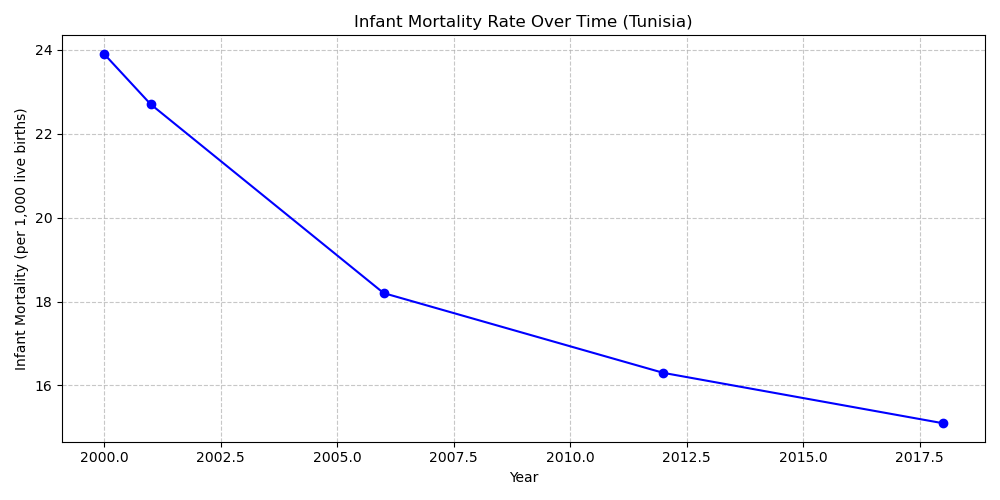 Infant Mortality Rate Over Time (Tunisia)
Infant Mortality (per 1,000 live births)
24
22
20
18
16
2000.0 2002.5 2005.0 2007.5 2010.0 2012.5 2015.0 2017.5
Year